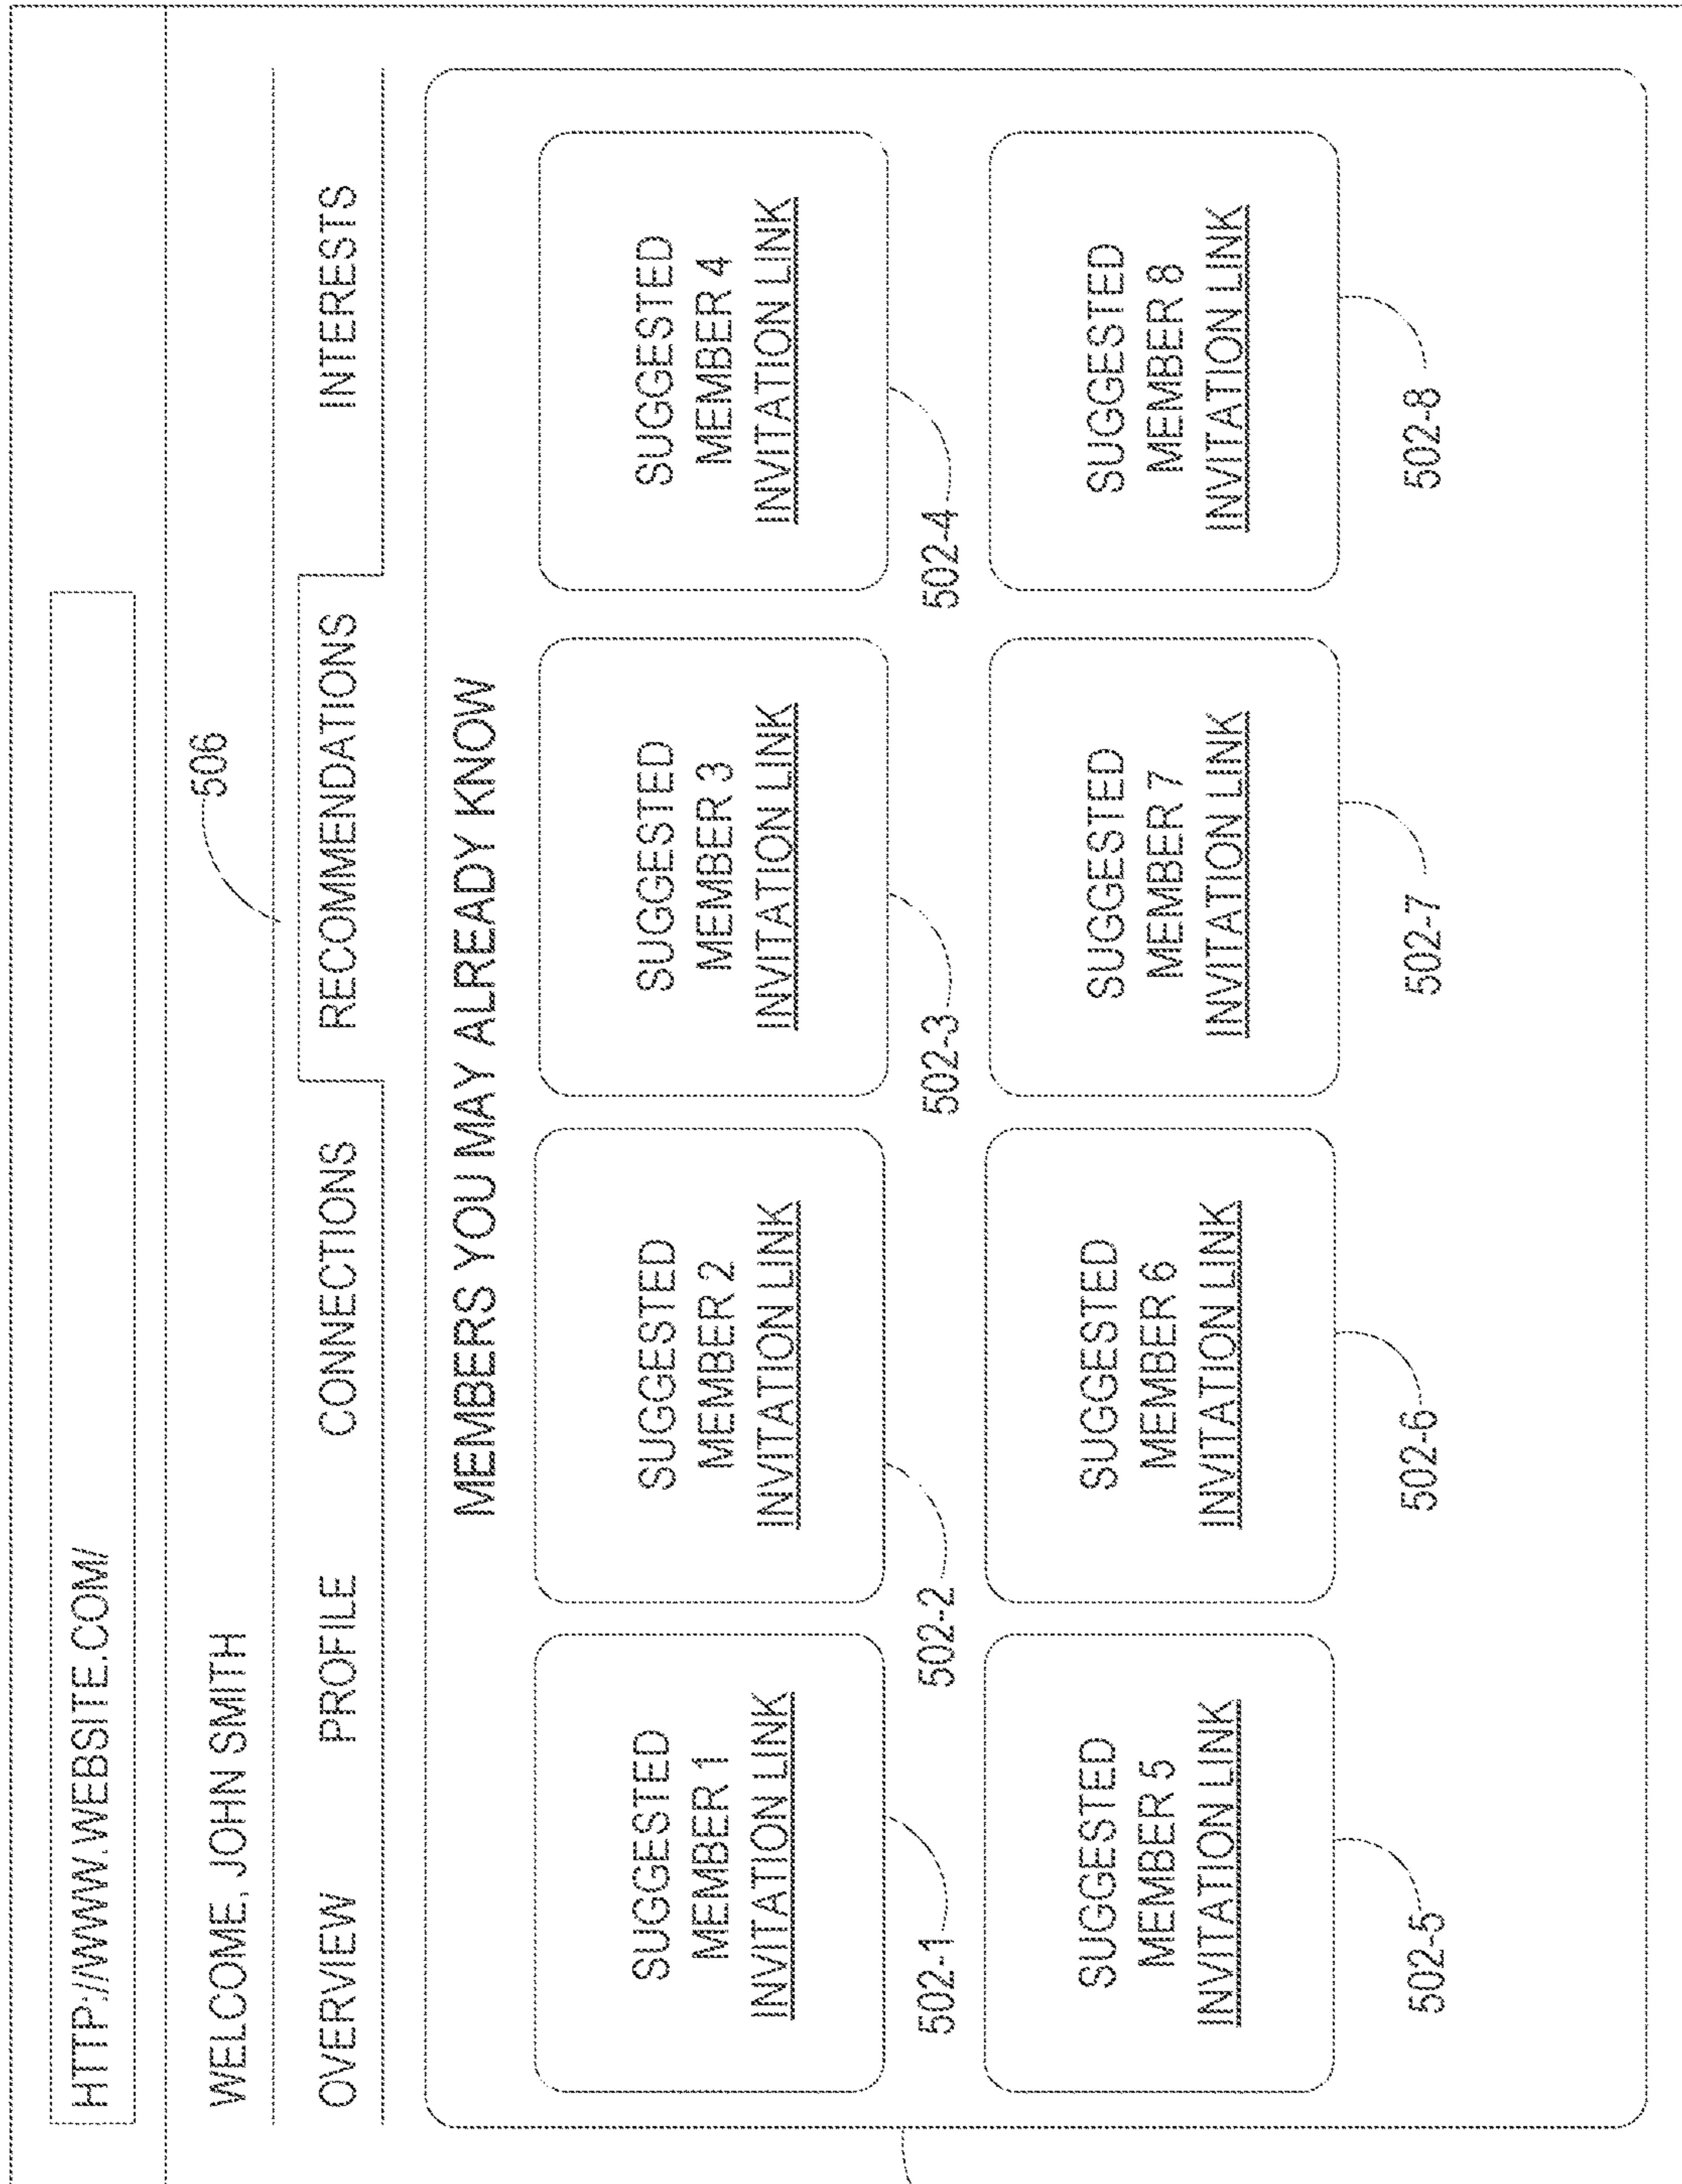 HTTP://WWW.WEBSITE.COM/
WELCOME, JOHN SMITH
506
OVERVIEW PROFILE CONNECTIONS RECOMMENDATIONS INTERESTS
MEMBERS YOU MAY ALREADY KNOW
SUGGESTED
MEMBER 1
INVITATION LINK
SUGGESTED
MEMBER 2
INVITATION LINK
SUGGESTED
MEMBER 3
INVITATION LINK
SUGGESTED
MEMBER 4
INVITATION LINK
502-1
502-2
502-3
502-4
SUGGESTED
MEMBER 5
INVITATION LINK
SUGGESTED
MEMBER 6
INVITATION LINK
SUGGESTED
MEMBER 7
INVITATION LINK
SUGGESTED
MEMBER 8
INVITATION LINK
502-5
502-6
502-7
502-8